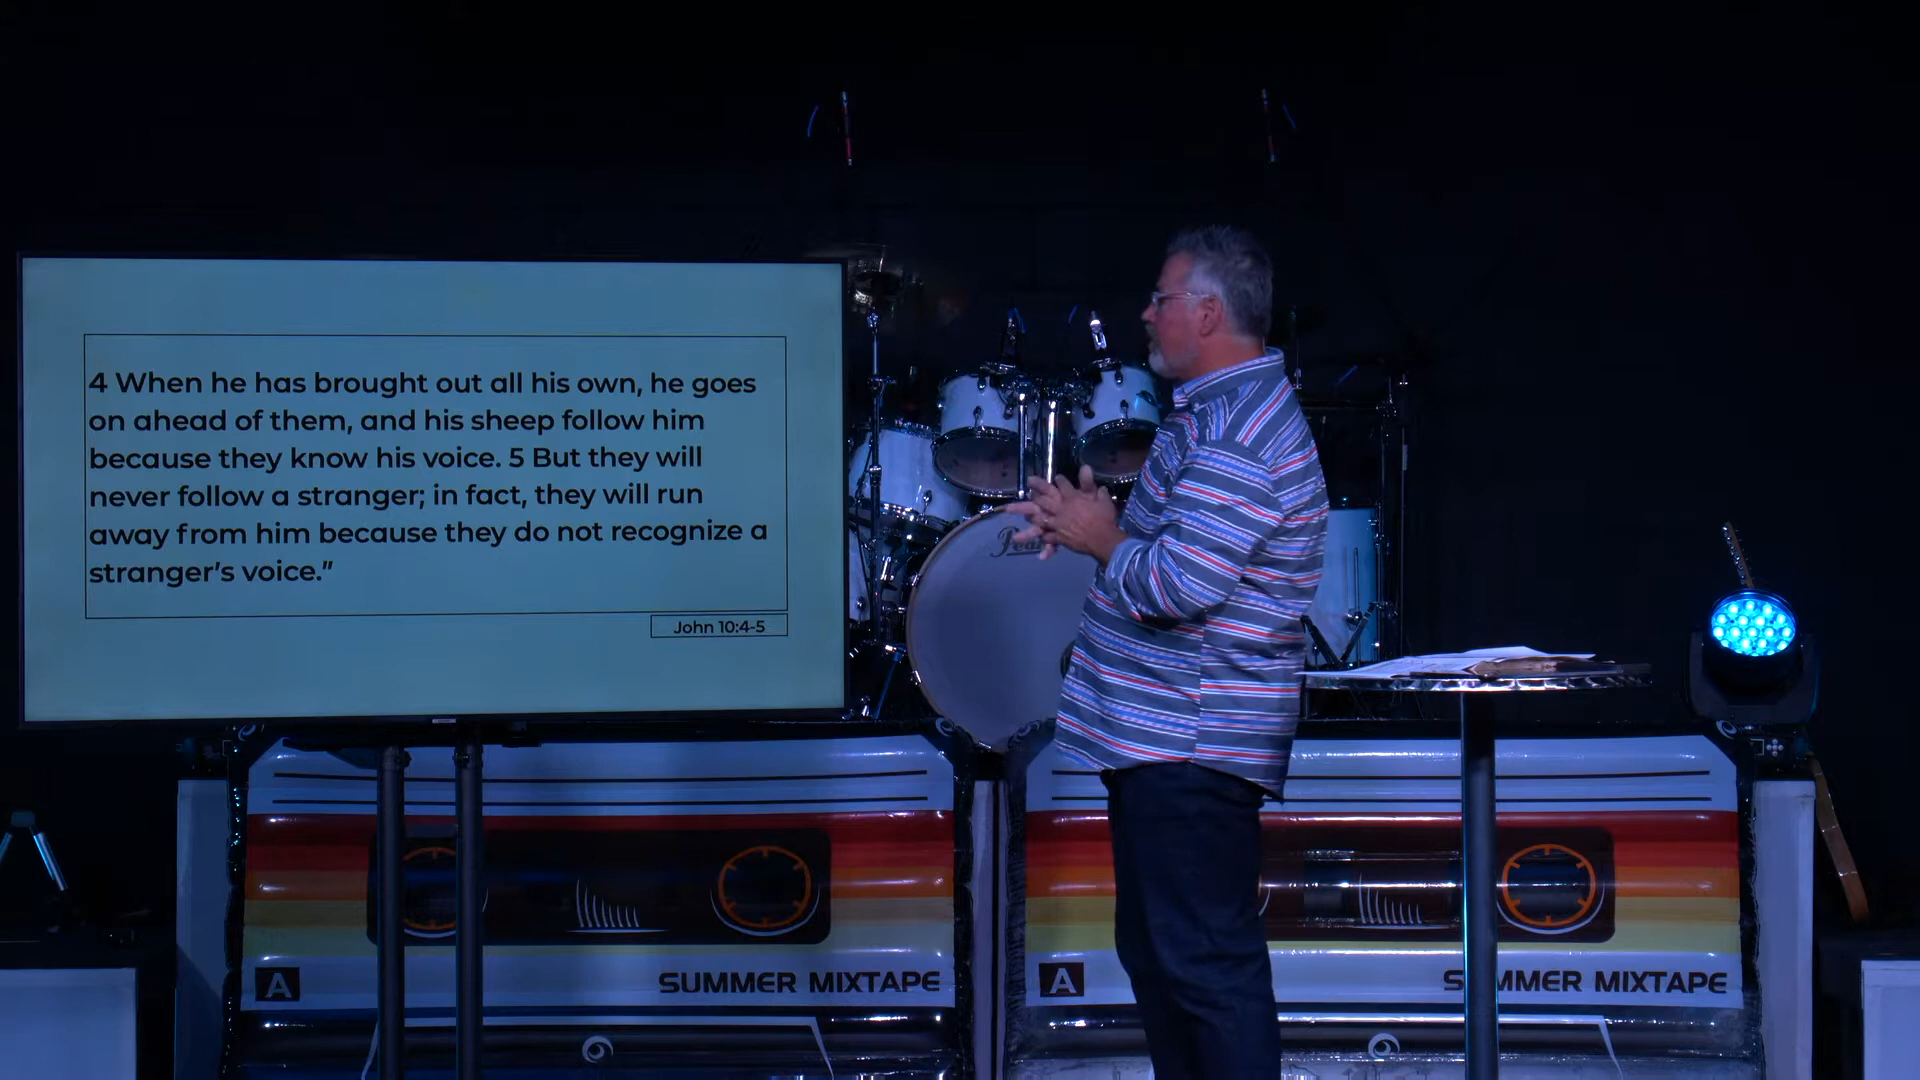 4 When he has brought out all his own, he goes
on ahead of them, and his sheep follow him
because they know his voice. 5 But they will
never follow a stranger; in fact, they will run
away from him because they do not recognize a
stranger's voice.”
John 10:4-5
A
SUMMER MIXTAPE
A
MMER MIXTAPE